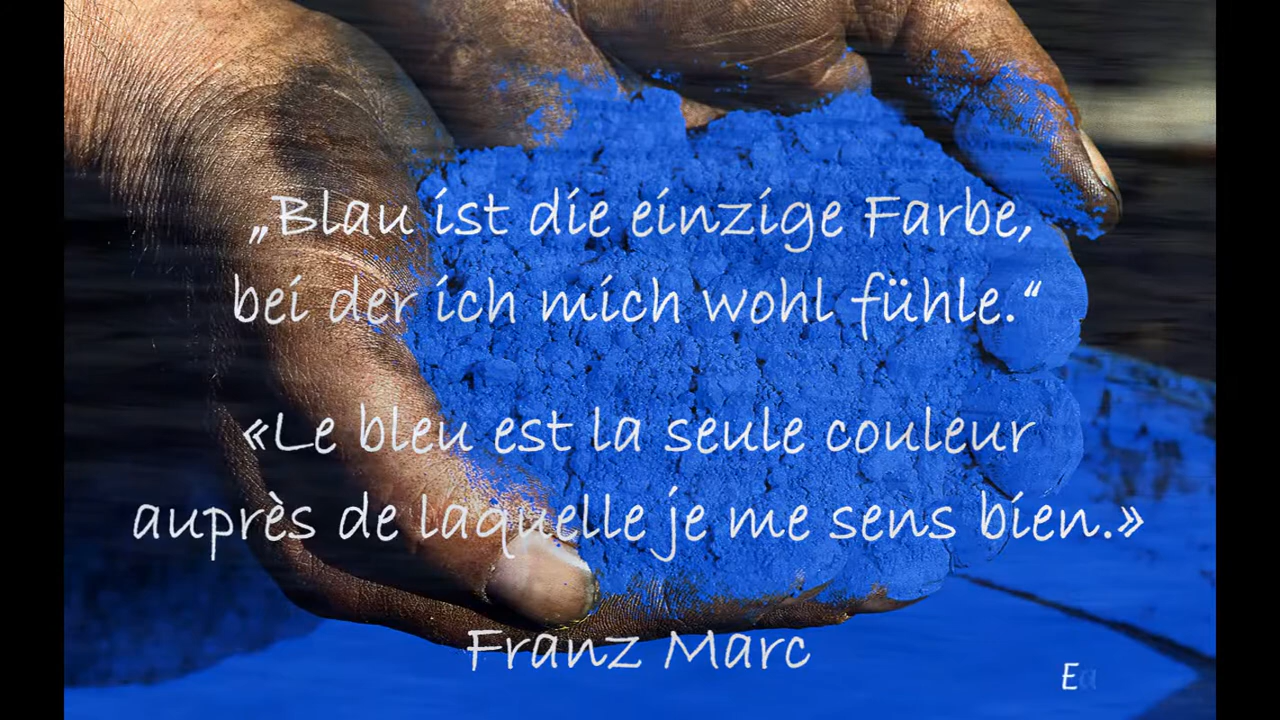 „Blau ist die einzige Farbe,
bei der ich mich wohl fühle.“
«Le bleu est la seule couleur
auprès de laquelle je me sens bien.»
Franz Marc
Ea